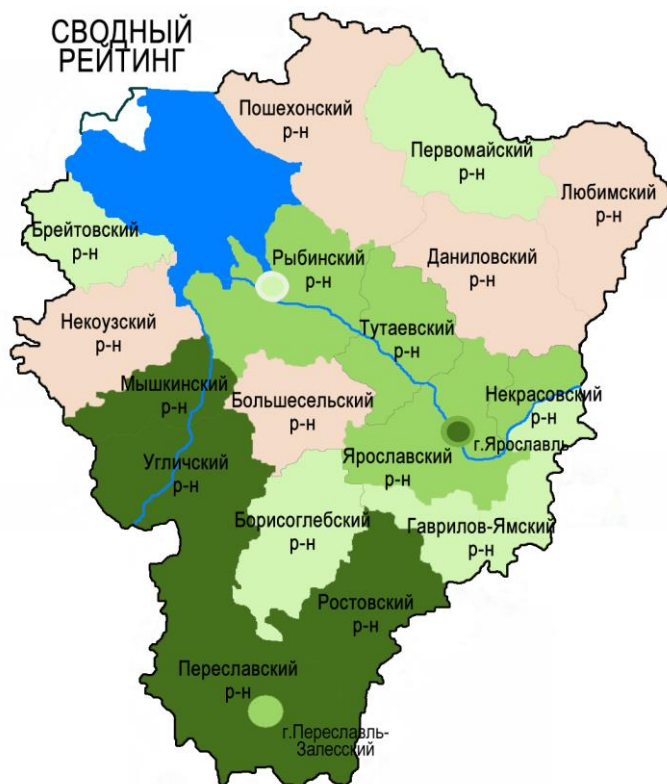 СВОДНЫЙ
РЕЙТИНГ
Пошехонский
р-н
Первомайский
р-н
Любимский
р-н
Брейтовский
р-н
Рыбинский
р-н
Даниловский
р-н
Некоузский
р-н
Тутаевский
р-н
Мышкинский
р-н
Большесельский
р-н
Некрасовский
р-н
г.Ярославль
Угличский
р-н
Ярославский
р-н
Борисоглебский
р-н
Гаврилов-Ямский
р-н
Ростовский
р-н
Переславский
р-н
г.Переславль-
Залесский